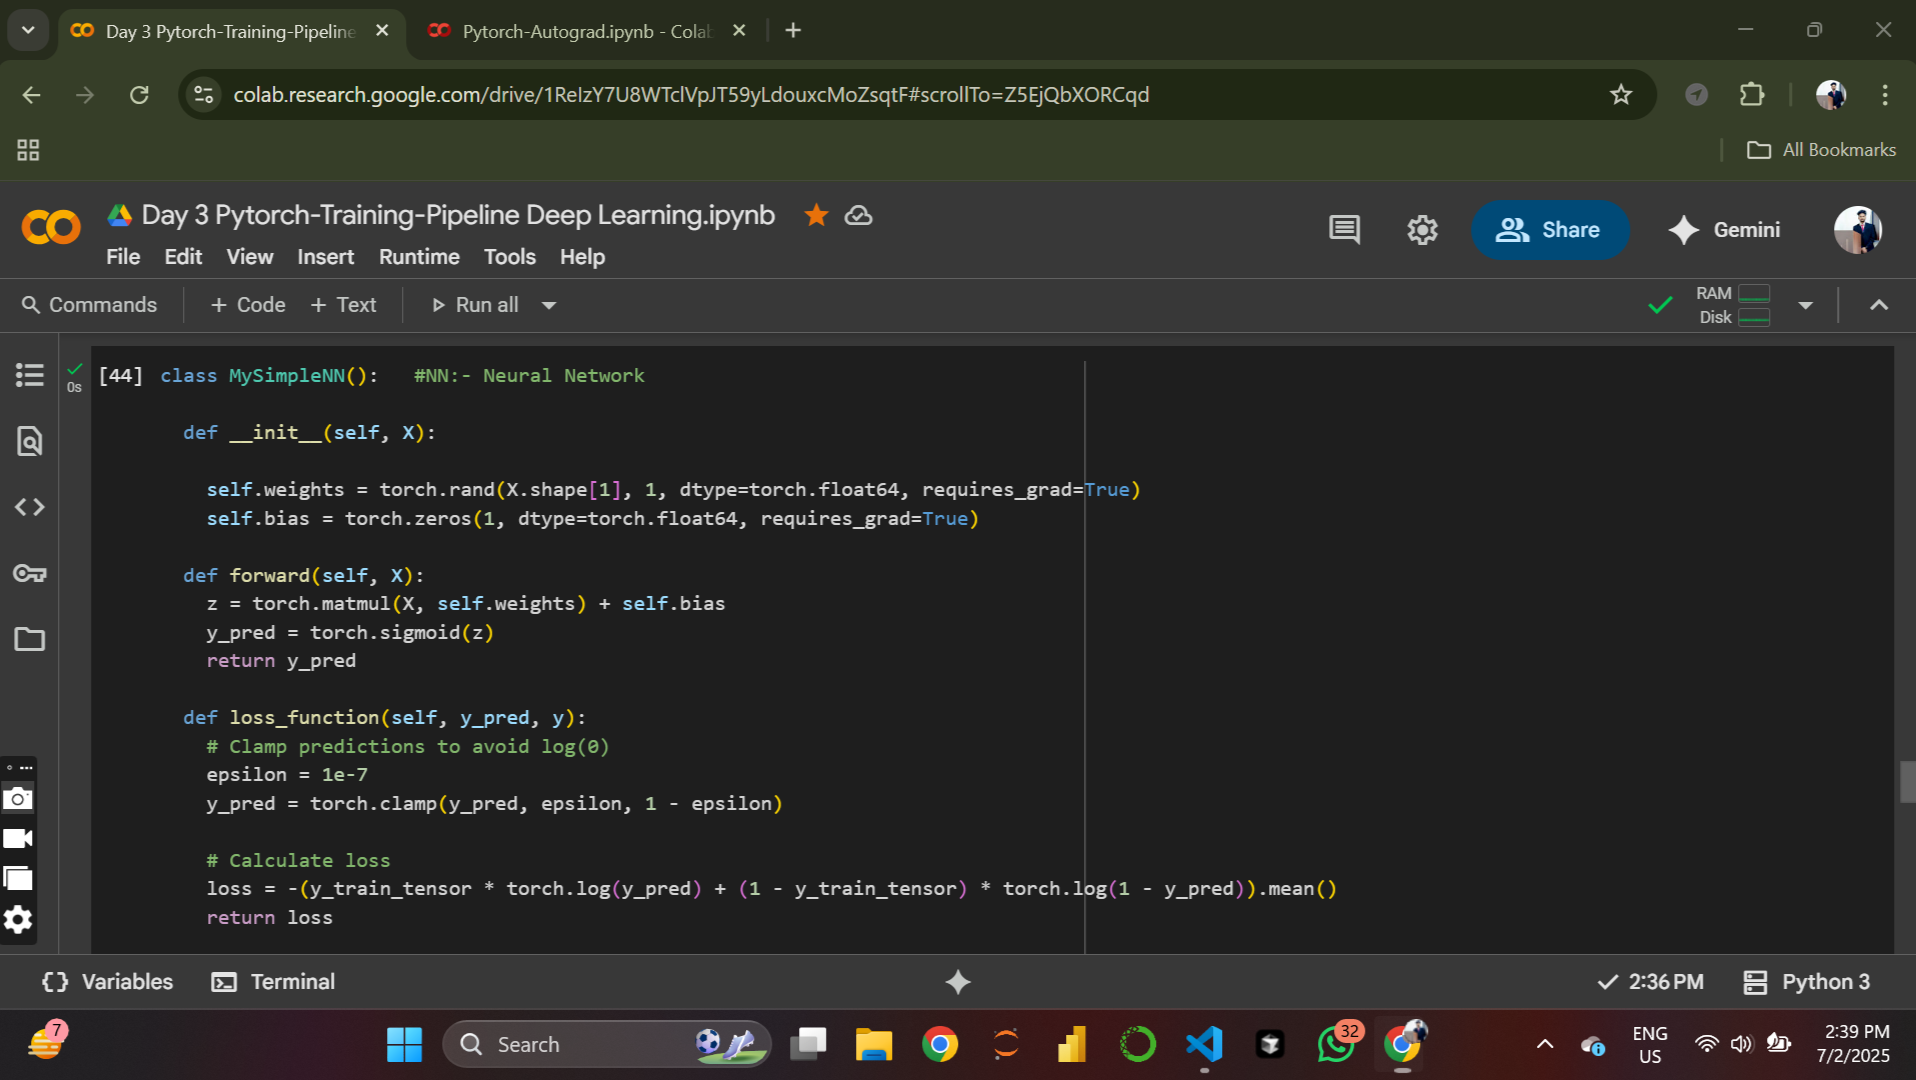 Day 3 Pytorch-Training-Pipeline
Pytorch-Autograd.ipynb - Colab
colab.research.google.com/drive/1RelzY7U8WTclVpJT59yLdouxcMoZsqtF#scrollTo=Z5EjQbXORCqd
All Bookmarks
Day 3 Pytorch-Training-Pipeline Deep Learning.ipynb
Share
Gemini
File Edit View Insert Runtime Tools Help
Commands + Code + Text Run all
RAM
Disk
[44] class MySimpleNN():   #NN:- Neural Network
0s
def __init__(self, X):
self.weights = torch.rand(X.shape[1], 1, dtype=torch.float64, requires_grad=True)
self.bias = torch.zeros(1, dtype=torch.float64, requires_grad=True)
def forward(self, X):
z = torch.matmul(X, self.weights) + self.bias
y_pred = torch.sigmoid(z)
return y_pred
def loss_function(self, y_pred, y):
# Clamp predictions to avoid log(0)
epsilon = 1e-7
y_pred = torch.clamp(y_pred, epsilon, 1 - epsilon)
# Calculate loss
loss = -(y_train_tensor * torch.log(y_pred) + (1 - y_train_tensor) * torch.log(1 - y_pred)).mean()
return loss
{} Variables Terminal
2:36 PM Python 3
7
Search
32
ENG
US
2:39 PM
7/2/2025